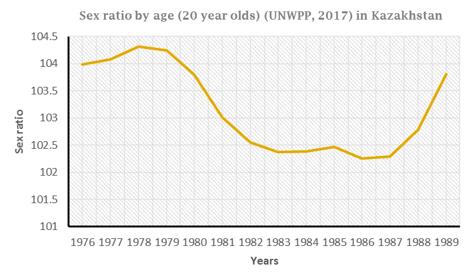 Sex ratio by age (20 year olds) (UNWPP, 2017) in Kazakhstan
104.5
104
103.5
103
102.5
102
101.5
101
Sex ratio
1976 1977 1978 1979 1980 1981 1982 1983 1984 1985 1986 1987 1988 1989
Years